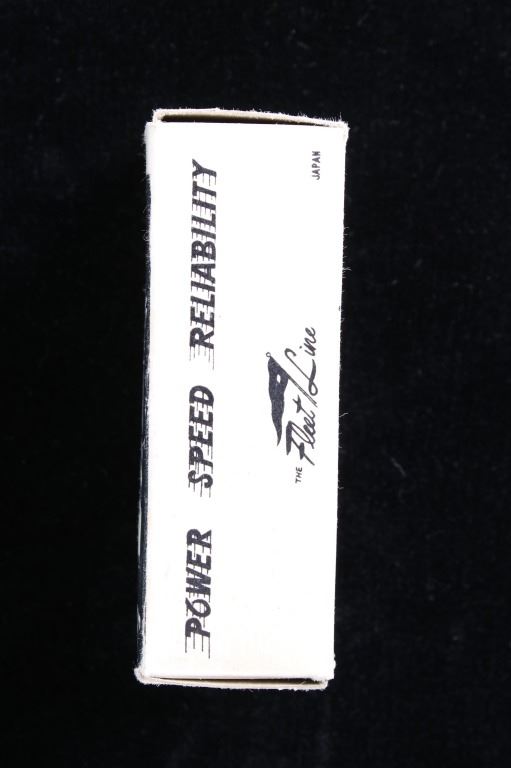 POWER SPEED RELIABILITY
THE Fleet Line
JAPAN